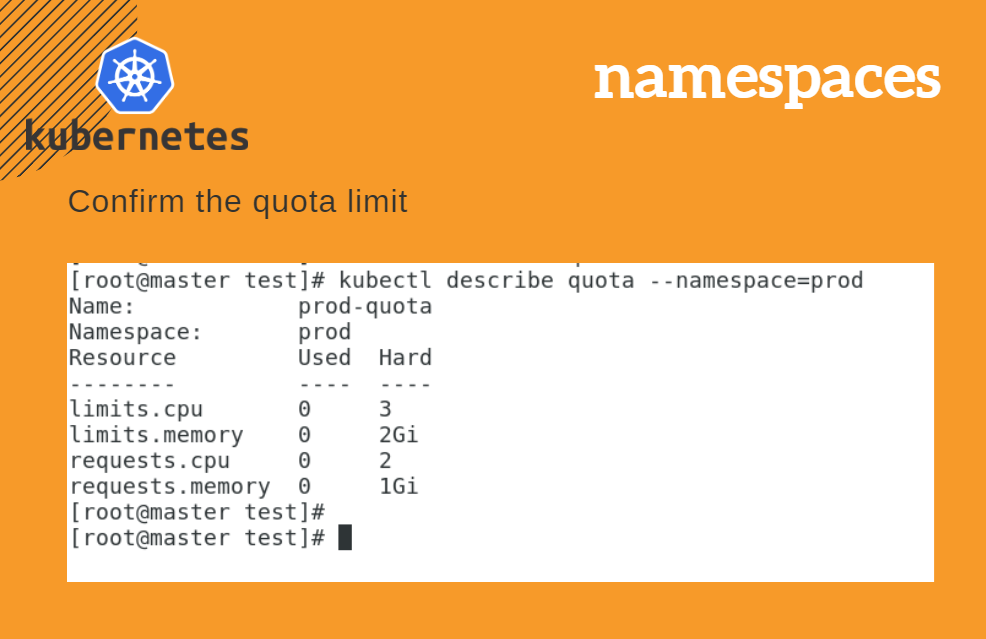 kubernetes
namespaces
Confirm the quota limit
[root@master test]# kubectl describe quota --namespace=prod
Name:            prod-quota
Namespace:       prod
Resource         Used  Hard
--------         ----  ----
limits.cpu       0     3
limits.memory    0     2Gi
requests.cpu     0     2
requests.memory  0     1Gi
[root@master test]#
[root@master test]#